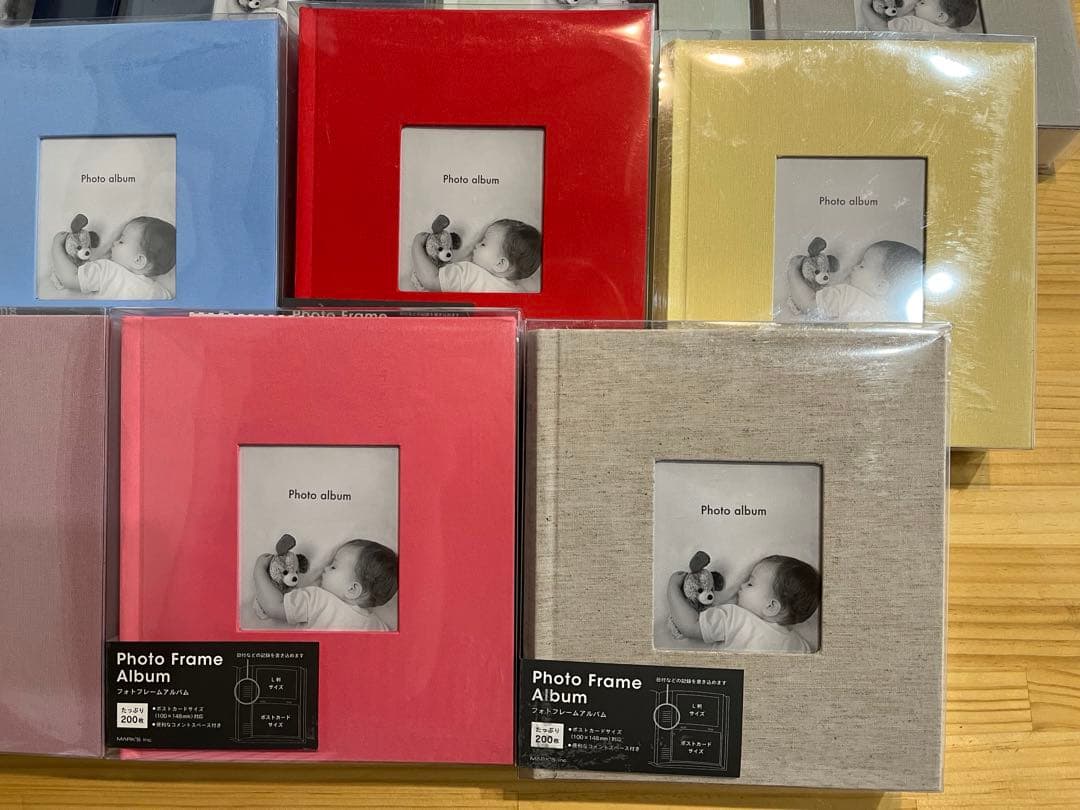 Photo album
Photo album
Photo album
Photo Frame
Photo album
Photo album
Photo Frame
Album
フォトフレームアルバム
たっぷり
200枚
●ポストカードサイズ
(100×148mm)対応
●便利なコメントスペース付き
日付などの記録を書き込めます
L判
サイズ
ポストカード
サイズ
MARK'S Inc.
Photo Frame
Album
フォトフレームアルバム
たっぷり
200枚
●ポストカードサイズ
(100×148mm)対応
●便利なコメントスペース付き
日付などの記録を書き込めます
L判
サイズ
ポストカード
サイズ
MARK'S Inc.